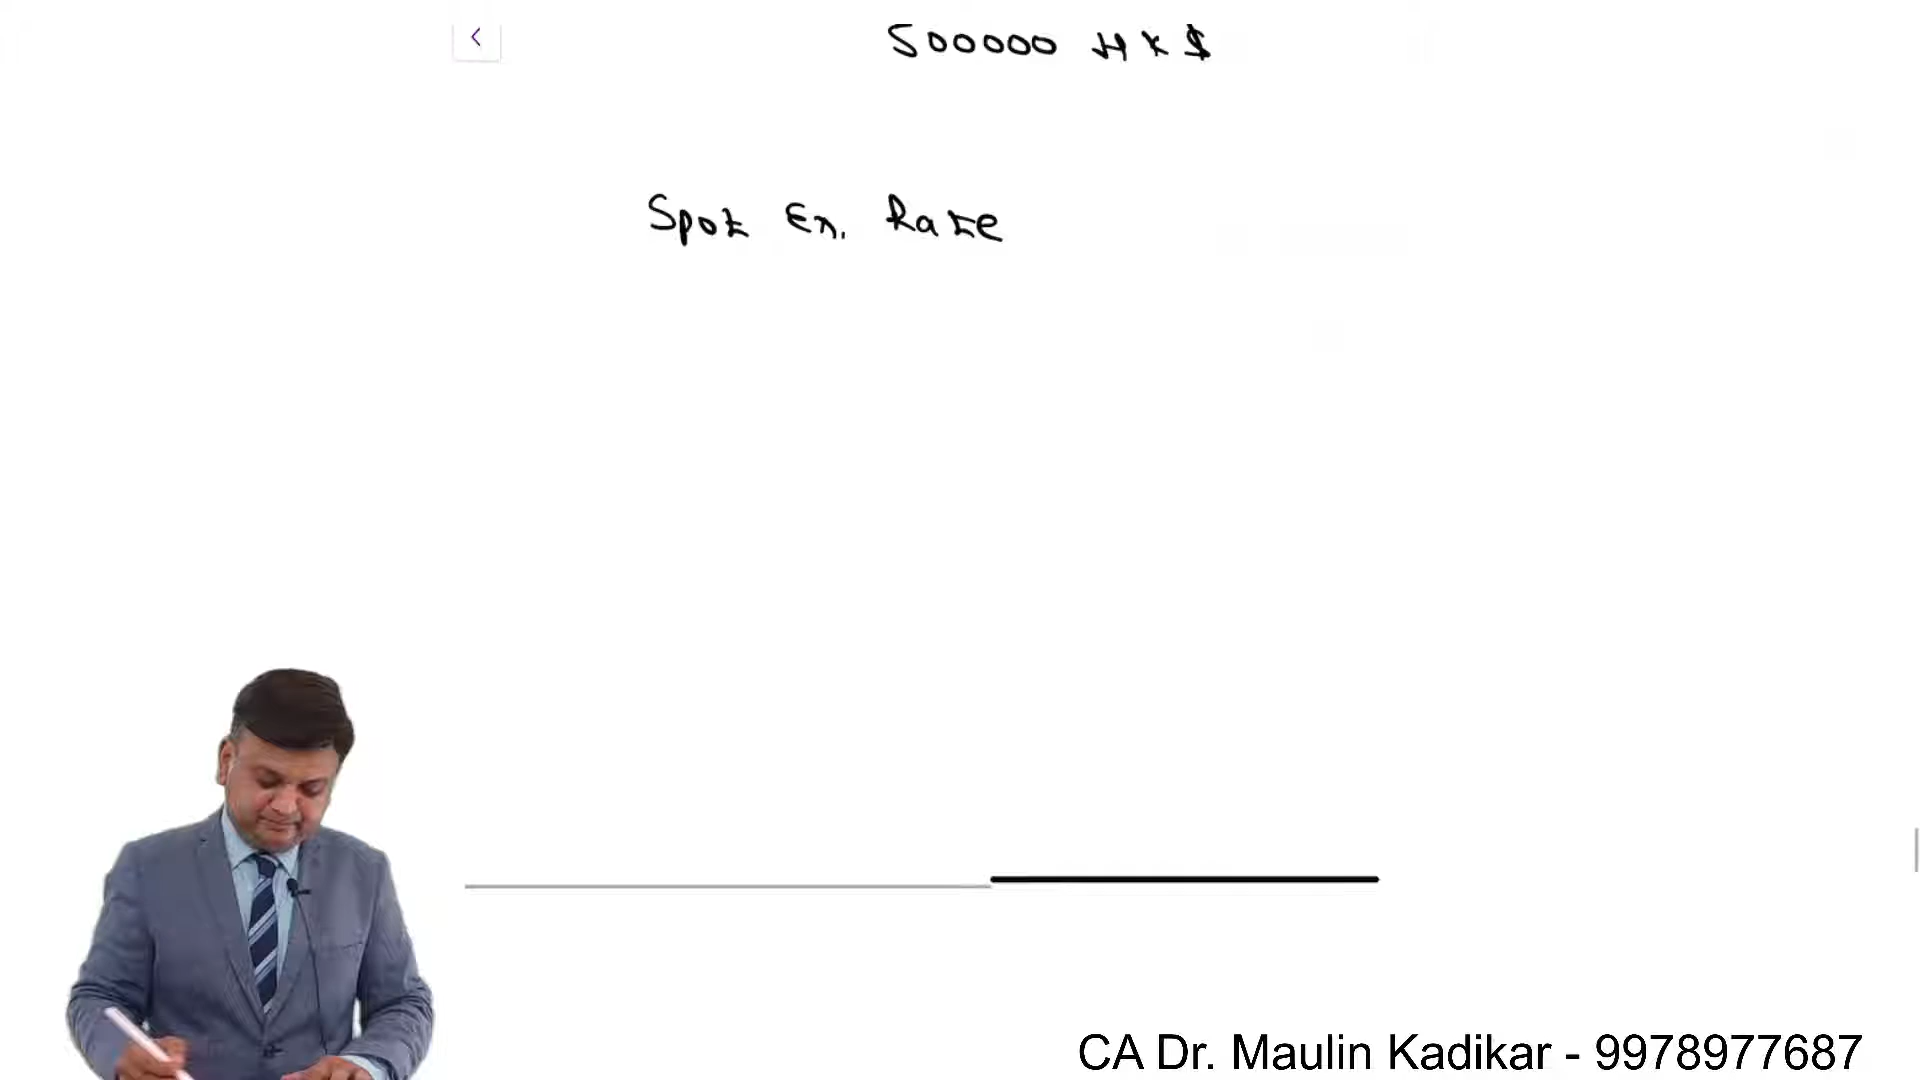 500000 HK$
Spot Ex. Rate
CA Dr. Maulin Kadikar - 9978977687